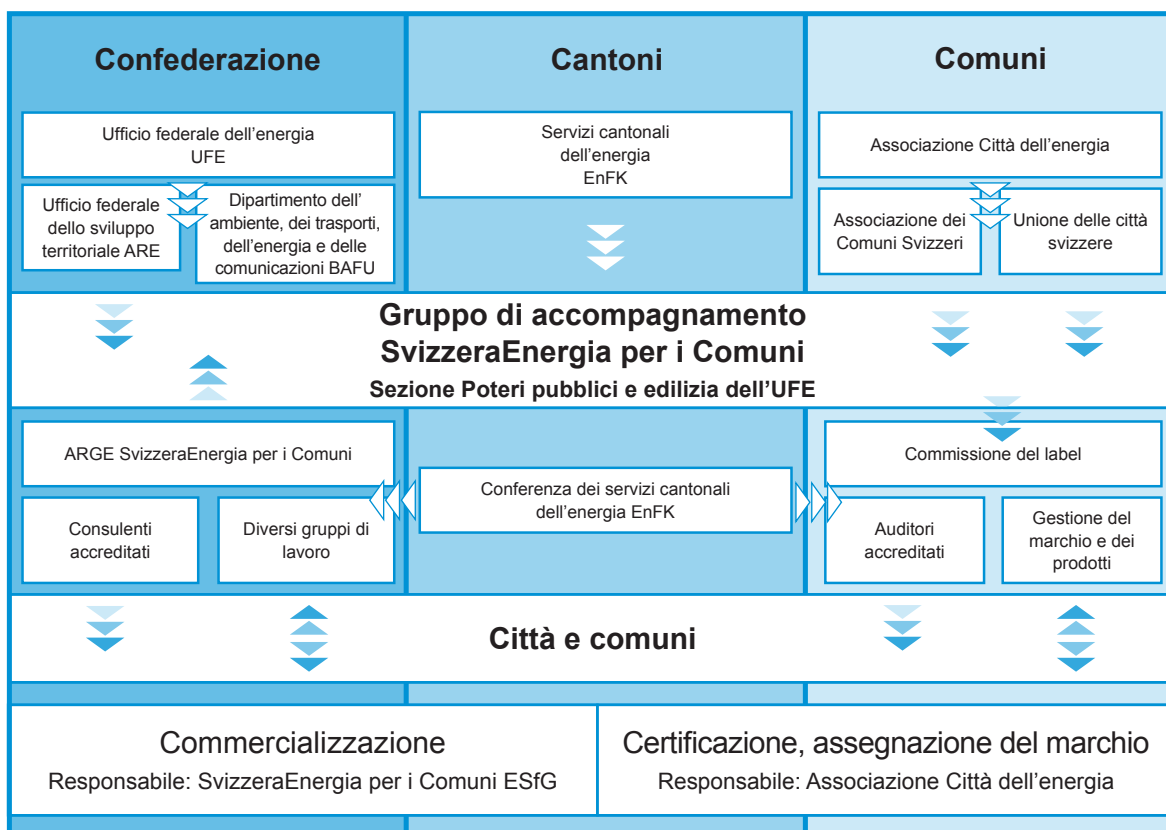 Confederazione
Cantoni
Comuni
Ufficio federale dell'energia
UFE
Servizi cantonali
dell'energia
EnFK
Associazione Città dell'energia
Ufficio federale
dello sviluppo
territoriale ARE
Dipartimento dell'
ambiente, dei trasporti,
dell'energia e delle
comunicazioni BAFU
Associazione dei
Comuni Svizzeri
Unione delle città
svizzere
Gruppo di accompagnamento
SvizzeraEnergia per i Comuni
Sezione Poteri pubblici e edilizia dell'UFE
ARGE SvizzeraEnergia per i Comuni
Conferenza dei servizi cantonali
dell'energia EnFK
Commissione del label
Consulenti
accreditati
Diversi gruppi di
lavoro
Auditori
accreditati
Gestione del
marchio e dei
prodotti
Città e comuni
Commercializzazione
Responsabile: SvizzeraEnergia per i Comuni ESfG
Certificazione, assegnazione del marchio
Responsabile: Associazione Città dell'energia